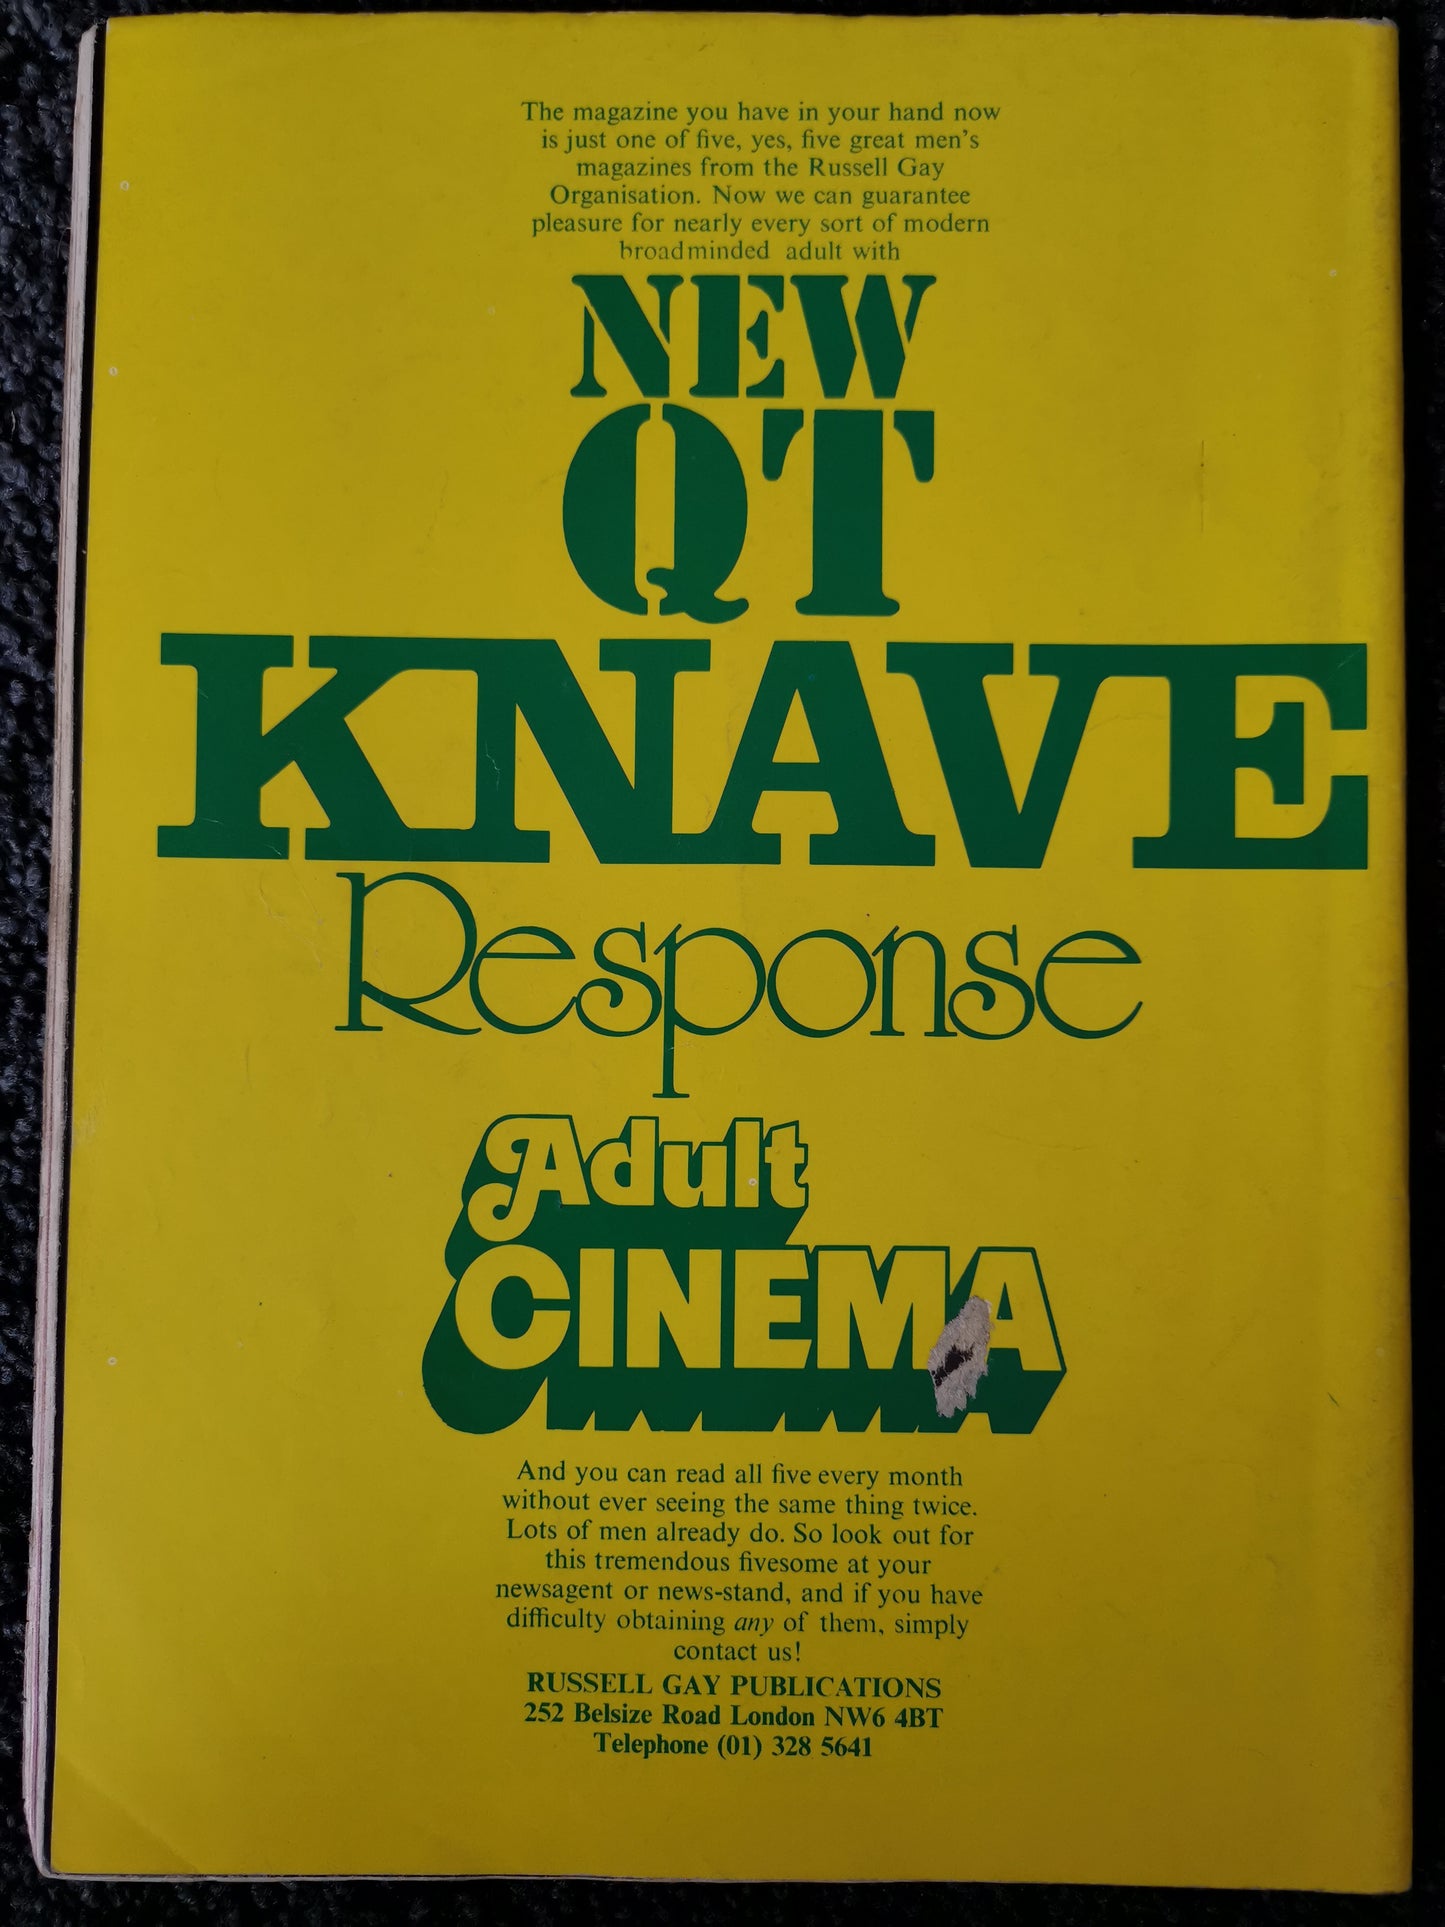 The magazine you have in your hand now
is just one of five, yes, five great men's
magazines from the Russell Gay
Organisation. Now we can guarantee
pleasure for nearly every sort of modern
broadminded adult with
NEW
QT
KNAVE
Response
Adult
CINEMA
And you can read all five every month
without ever seeing the same thing twice.
Lots of men already do. So look out for
this tremendous fivesome at your
newsagent or news-stand, and if you have
difficulty obtaining any of them, simply
contact us!
RUSSELL GAY PUBLICATIONS
252 Belsize Road London NW6 4BT
Telephone (01) 328 5641